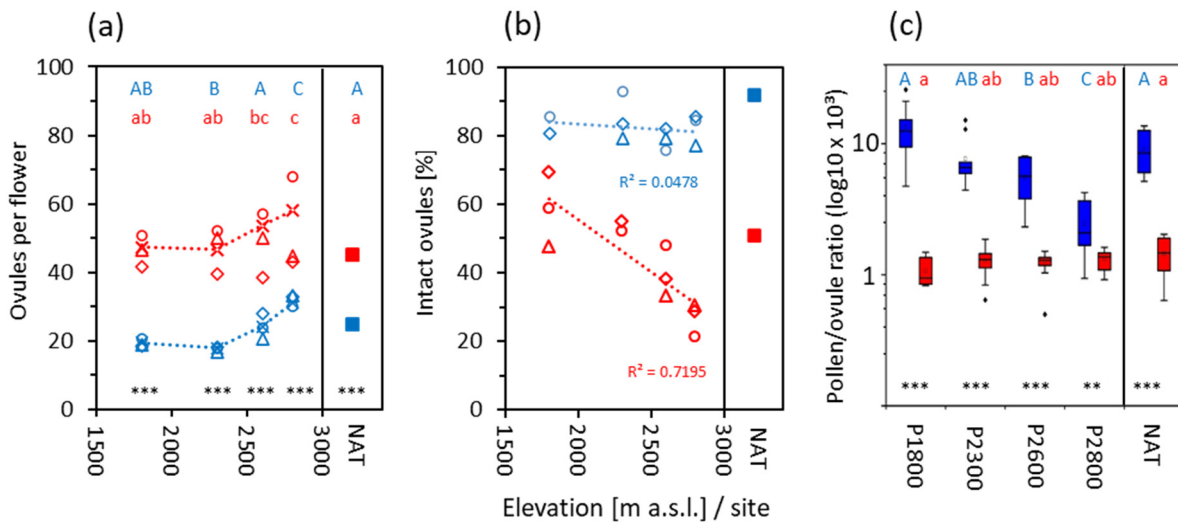 (a)
(b)
(c)
100
80
60
40
20
0
Ovules per flower
AB B A C A
ab ab bc c a
*** *** *** *** ***
1500
2000
2500
3000
NAT
100
80
60
40
20
0
Intact ovules [%]
R² = 0.0478
R² = 0.7195
1500
2000
2500
3000
NAT
Elevation [m a.s.l.] / site
Pollen/ovule ratio (log10 x 10³)
10
1
A a AB ab B ab C ab A a
*** *** *** ** ***
P1800
P2300
P2600
P2800
NAT